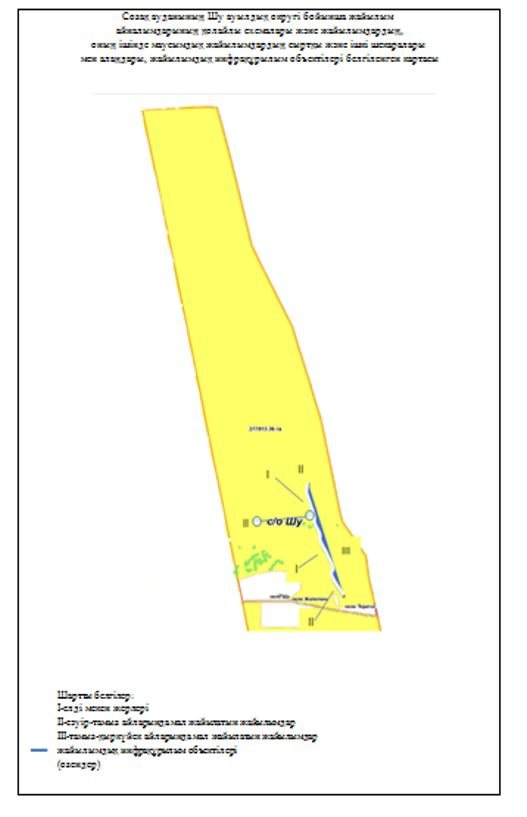 Созақ ауданының Шу ауылдық округі бойынша жайылым
айналымдарының қолайлы схемалары және жайылымдардың,
оның ішінде маусымдық жайылымдардың сыртқы және ішкі шекаралары
мен алаңдары, жайылымдық инфрақұрылым объектілері белгіленген картасы
I
II
II
с/о Шу
III
I
II
Шартты белгілер:
I-елді мекен жерлері
II-сәуір-тамыз айларында мал жайылатын жайылымдар
III-тамыз-қыркүйек айларында мал жайылатын жайылымдар
жайылымдық инфрақұрылым объектілері
(өзендер)